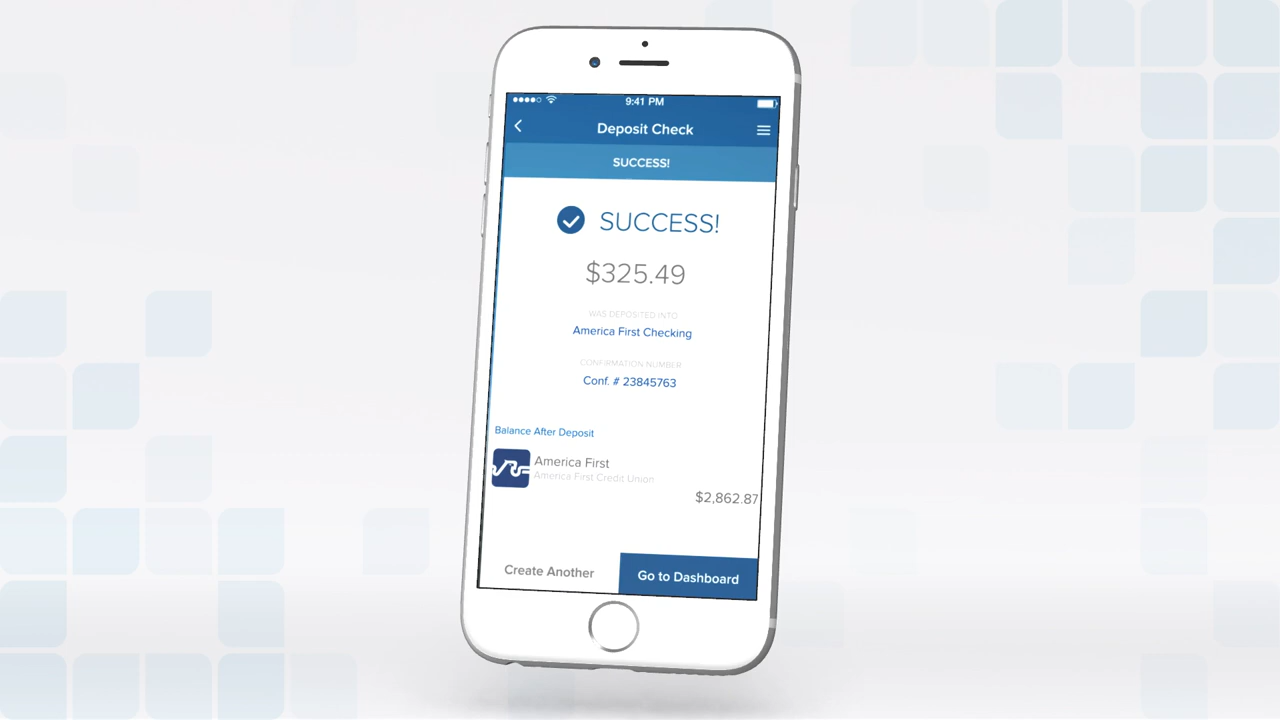 9:41 PM
Deposit Check
SUCCESS!
SUCCESS!
$325.49
WAS DEPOSITED INTO
America First Checking
CONFIRMATION NUMBER
Conf. # 23845763
Balance After Deposit
America First
America First Credit Union
$2,862.87
Create Another
Go to Dashboard